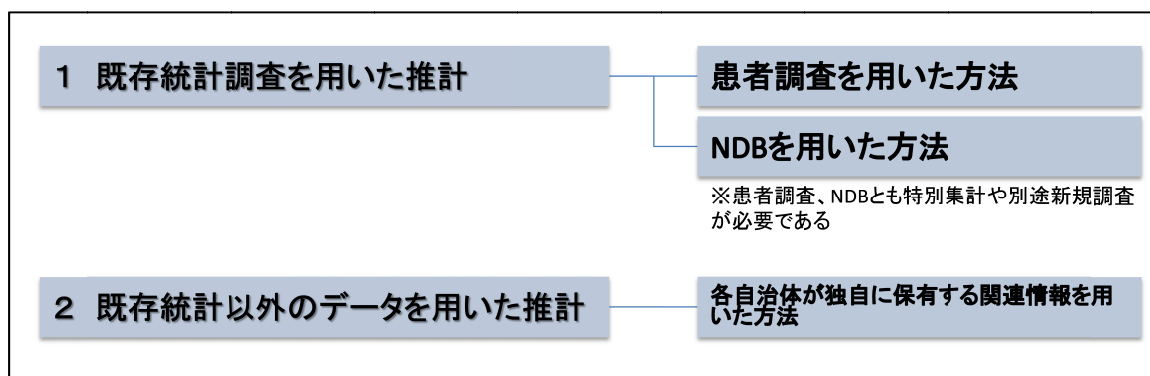 1 既存統計調査を用いた推計
患者調査を用いた方法
NDBを用いた方法
※患者調査、NDBとも特別集計や別途新規調査
が必要である
2 既存統計以外のデータを用いた推計
各自治体が独自に保有する関連情報を用
いた方法